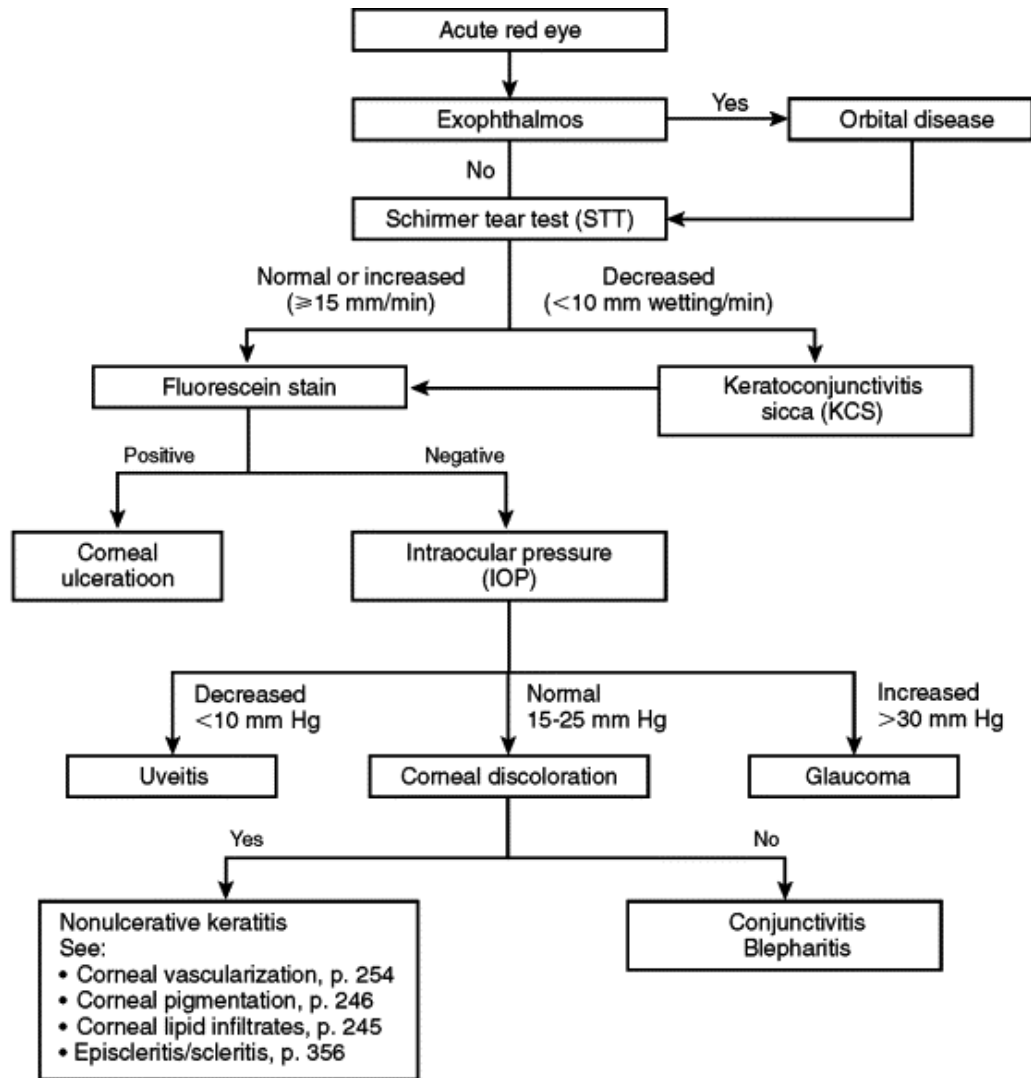 Acute red eye
Exophthalmos
Yes
Orbital disease
No
Schirmer tear test (STT)
Normal or increased
(≥15 mm/min)
Decreased
(<10 mm wetting/min)
Fluorescein stain
Keratoconjunctivitis
sicca (KCS)
Positive
Negative
Corneal
ulceratioon
Intraocular pressure
(IOP)
Decreased
<10 mm Hg
Normal
15-25 mm Hg
Increased
>30 mm Hg
Uveitis
Corneal discoloration
Glaucoma
Yes
No
Nonulcerative keratitis
See:
• Corneal vascularization, p. 254
• Corneal pigmentation, p. 246
• Corneal lipid infiltrates, p. 245
• Episcleritis/scleritis, p. 356
Conjunctivitis
Blepharitis